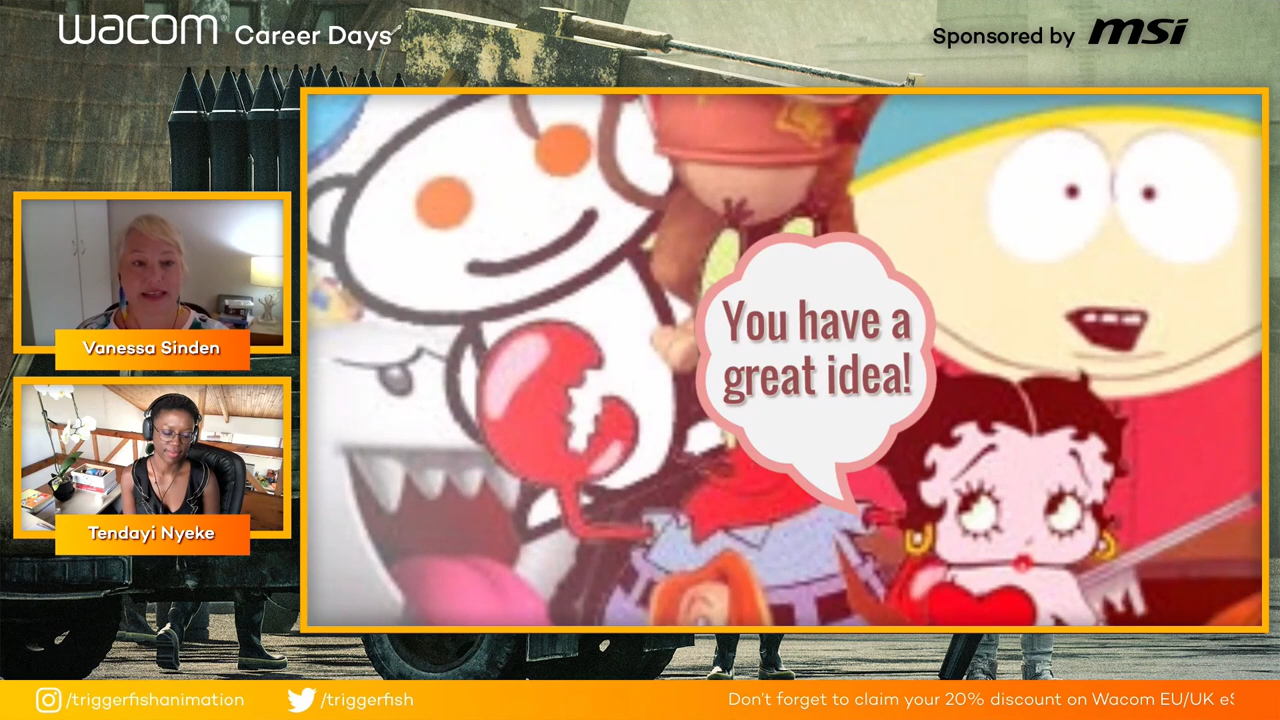 wacom Career Days
Sponsored by msi
Vanessa Sinden
Tendayi Nyeke
You have a
great idea!
/triggerfishanimation
/triggerfish
Don't forget to claim your 20% discount on Wacom EU/UK